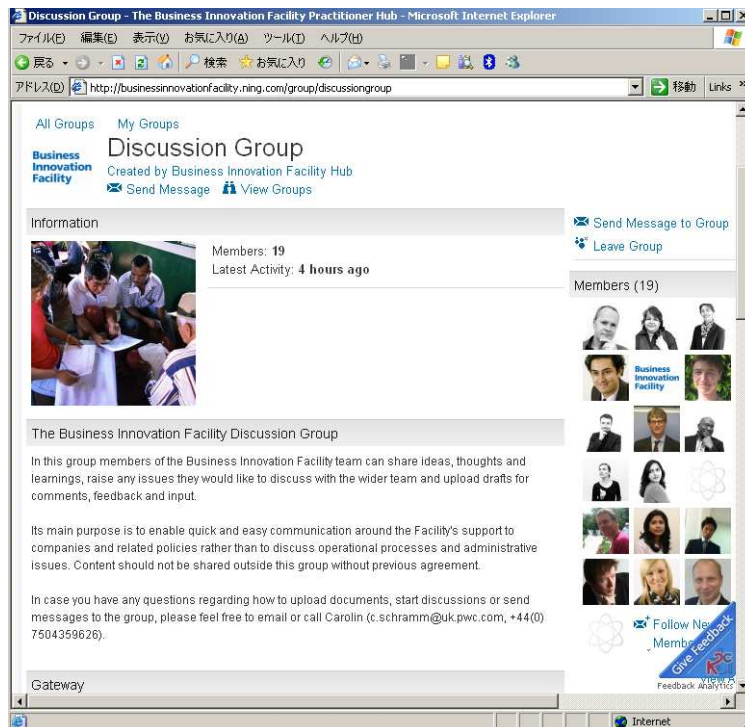 Discussion Group - The Business Innovation Facility Practitioner Hub - Microsoft Internet Explorer
ファイル(F) 編集(E) 表示(V) お気に入り(A) ツール(T) ヘルプ(H)
戻る 検索 お気に入り
アドレス(D) http://businessinnovationfacility.ning.com/group/discussiongroup 移動 Links »
All Groups My Groups
Business
Innovation
Facility
Discussion Group
Created by Business Innovation Facility Hub
Send Message View Groups
Information
Members: 19
Latest Activity: 4 hours ago
Send Message to Group
Leave Group
Members (19)
Business
Innovation
Facility
The Business Innovation Facility Discussion Group
In this group members of the Business Innovation Facility team can share ideas, thoughts and
learnings, raise any issues they would like to discuss with the wider team and upload drafts for
comments, feedback and input.
Its main purpose is to enable quick and easy communication around the Facility's support to
companies and related policies rather than to discuss operational processes and administrative
issues. Content should not be shared outside this group without previous agreement.
In case you have any questions regarding how to upload documents, start discussions or send
messages to the group, please feel free to email or call Carolin (c.schramm@uk.pwc.com, +44(0)
7504359626).
Follow New
Memb
Give Feedback
View A
Feedback Analytics
Gateway
Internet